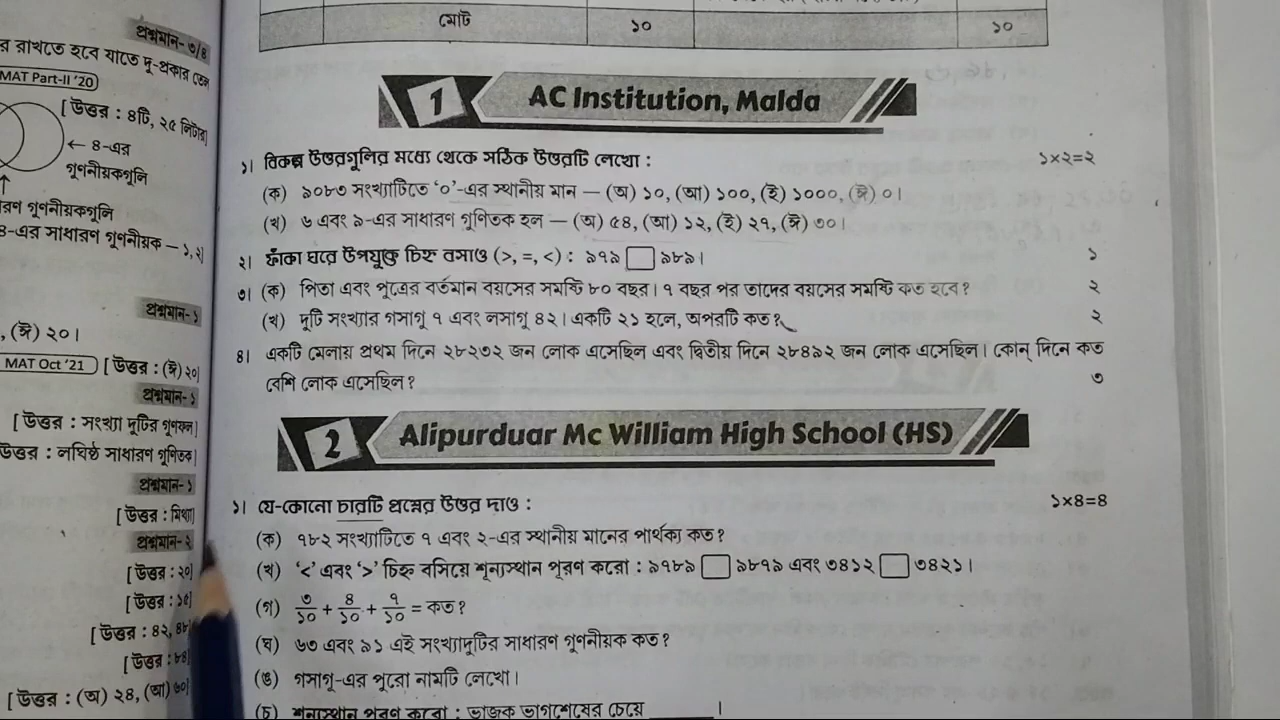 প্রশ্নমান- ৩/৪
র রাখতে হবে যাতে দু-প্রকার তেল
MAT Part-II '20
[উত্তর : ৪টি, ২৫ লিটার]
← ৪-এর
গুণনীয়কগুলি
রণ গুণনীয়কগুলি
৪-এর সাধারণ গুণনীয়ক – ১, ২]
প্রশ্নমান- ১
, (ঈ) ২০।
MAT Oct '21 [উত্তর : (ঈ) ২০]
প্রশ্নমান- ১
[উত্তর : সংখ্যা দুটির গুণফল]
উত্তর : লঘিষ্ঠ সাধারণ গুণিতক]
প্রশ্নমান- ১
[উত্তর : মিথ্যা]
প্রশ্নমান- ২
[উত্তর : ২০]
[উত্তর : ১৫]
[উত্তর : ৪২, ৪৮
[উত্তর : ৮৪]
[উত্তর : (অ) ২৪, (আ) ৬০]
মোট ১০ ১০
1 AC Institution, Malda
১। বিকল্প উত্তরগুলির মধ্যে থেকে সঠিক উত্তরটি লেখো : ১×২=২
(ক) ৯০৮৩ সংখ্যাটিতে '০'-এর স্থানীয় মান — (অ) ১০, (আ) ১০০, (ই) ১০০০, (ঈ) ০।
(খ) ৬ এবং ৯-এর সাধারণ গুণিতক হল — (অ) ৫৪, (আ) ১২, (ই) ২৭, (ঈ) ৩০।
২। ফাঁকা ঘরে উপযুক্ত চিহ্ন বসাও (>, =, <) : ৯৭৯ □ ৯৮৯। ১
৩। (ক) পিতা এবং পুত্রের বর্তমান বয়সের সমষ্টি ৮০ বছর। ৭ বছর পর তাদের বয়সের সমষ্টি কত হবে? ২
(খ) দুটি সংখ্যার গসাগু ৭ এবং লসাগু ৪২। একটি ২১ হলে, অপরটি কত? ২
৪। একটি মেলায় প্রথম দিনে ২৮২৩২ জন লোক এসেছিল এবং দ্বিতীয় দিনে ২৮৪৯২ জন লোক এসেছিল। কোন্ দিনে কত
বেশি লোক এসেছিল? ৩
2 Alipurduar Mc William High School (HS)
১। যে-কোনো চারটি প্রশ্নের উত্তর দাও : ১×৪=৪
(ক) ৭৮২ সংখ্যাটিতে ৭ এবং ২-এর স্থানীয় মানের পার্থক্য কত?
(খ) '<' এবং '>' চিহ্ন বসিয়ে শূন্যস্থান পূরণ করো : ৯৭৮৯ □ ৯৮৭৯ এবং ৩৪১২ □ ৩৪২১।
(গ) ৩/১০ + ৪/১০ + ৭/১০ = কত?
(ঘ) ৬৩ এবং ৯১ এই সংখ্যাদুটির সাধারণ গুণনীয়ক কত?
(ঙ) গসাগু-এর পুরো নামটি লেখো।
(চ) শূন্যস্থান পূরণ করো : ভাজক ভাগশেষের চেয়ে ______।